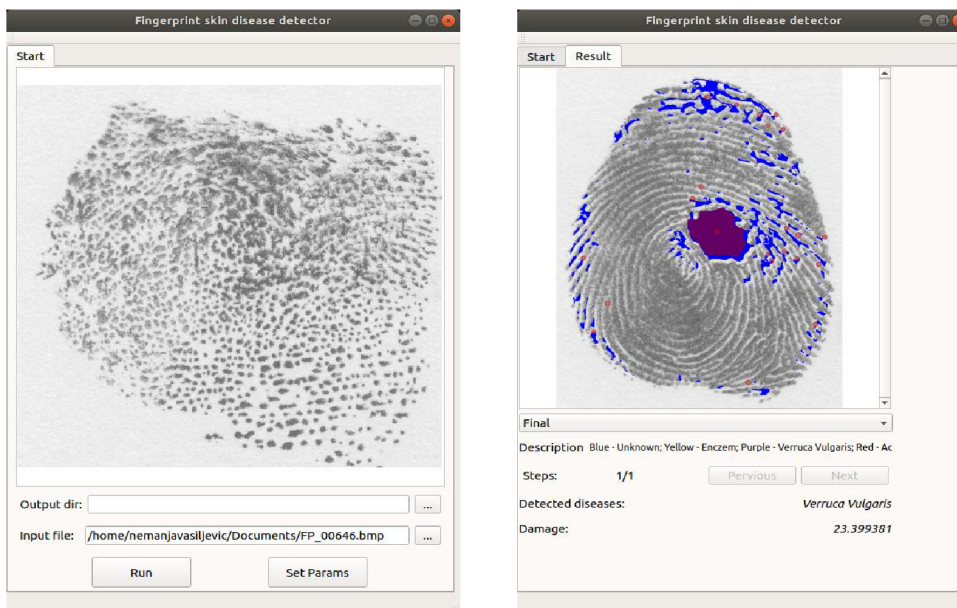 Fingerprint skin disease detector
Start
Output dir:
...
Input file:
/home/nemanjavasiljevic/Documents/FP_00646.bmp
...
Run
Set Params
Fingerprint skin disease detector
Start
Result
Final
Description
Blue - Unknown; Yellow - Enczem; Purple - Verruca Vulgaris; Red - Ac
Steps:
1/1
Pervious
Next
Detected diseases:
Verruca Vulgaris
Damage:
23.399381